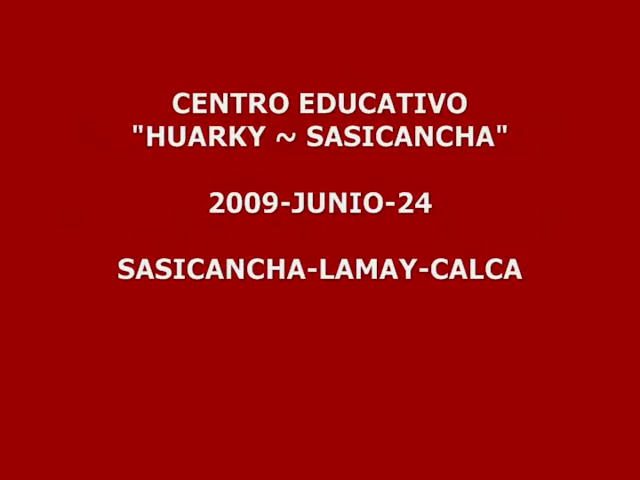 CENTRO EDUCATIVO
"HUARKY ~ SASICANCHA"
2009-JUNIO-24
SASICANCHA-LAMAY-CALCA